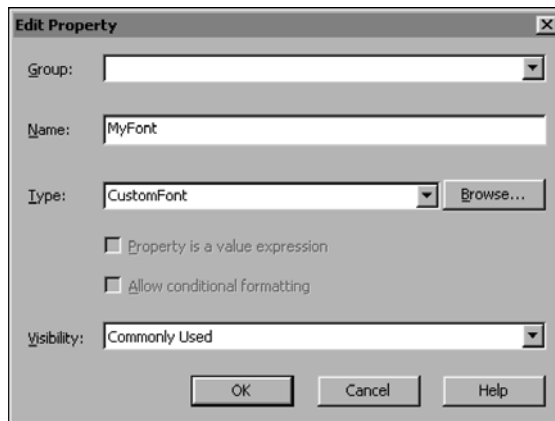 Edit Property
Group:
Name: MyFont
Type: CustomFont Browse...
Property is a value expression
Allow conditional formatting
Visibility: Commonly Used
OK Cancel Help